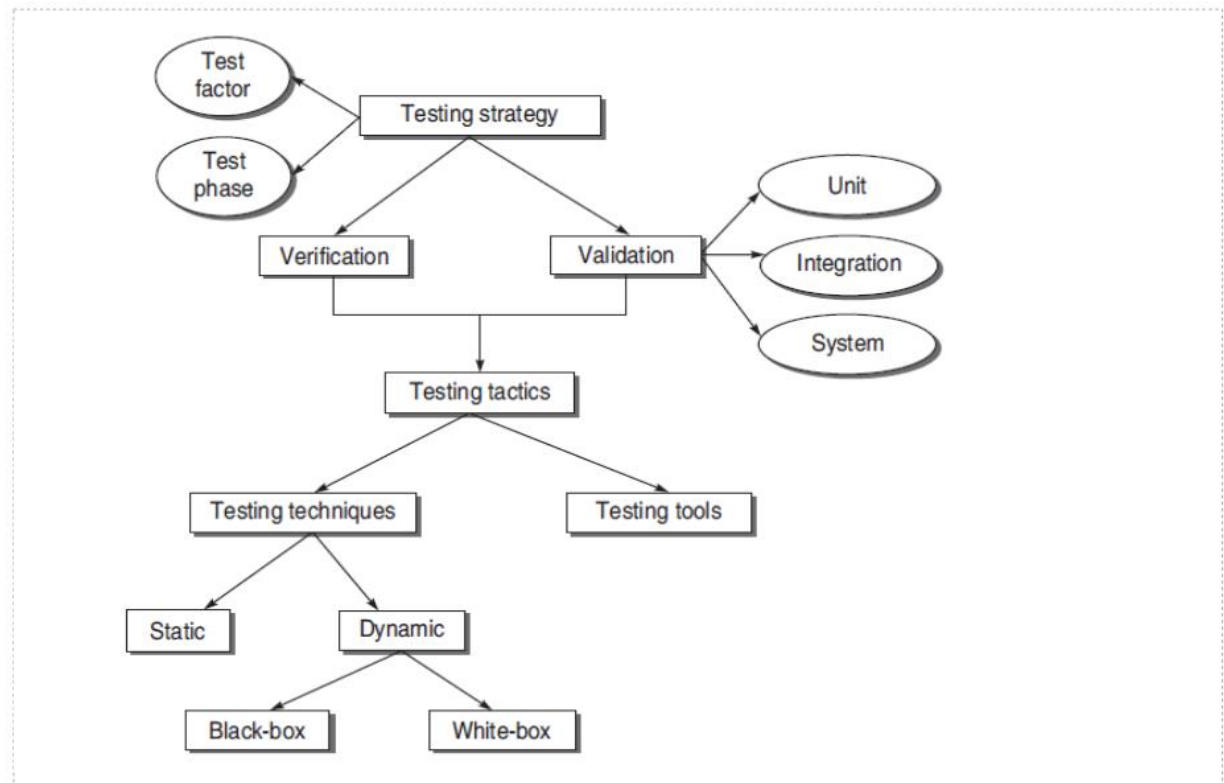 Test
factor
Testing strategy
Test
phase
Unit
Verification
Validation
Integration
System
Testing tactics
Testing techniques
Testing tools
Static
Dynamic
Black-box
White-box